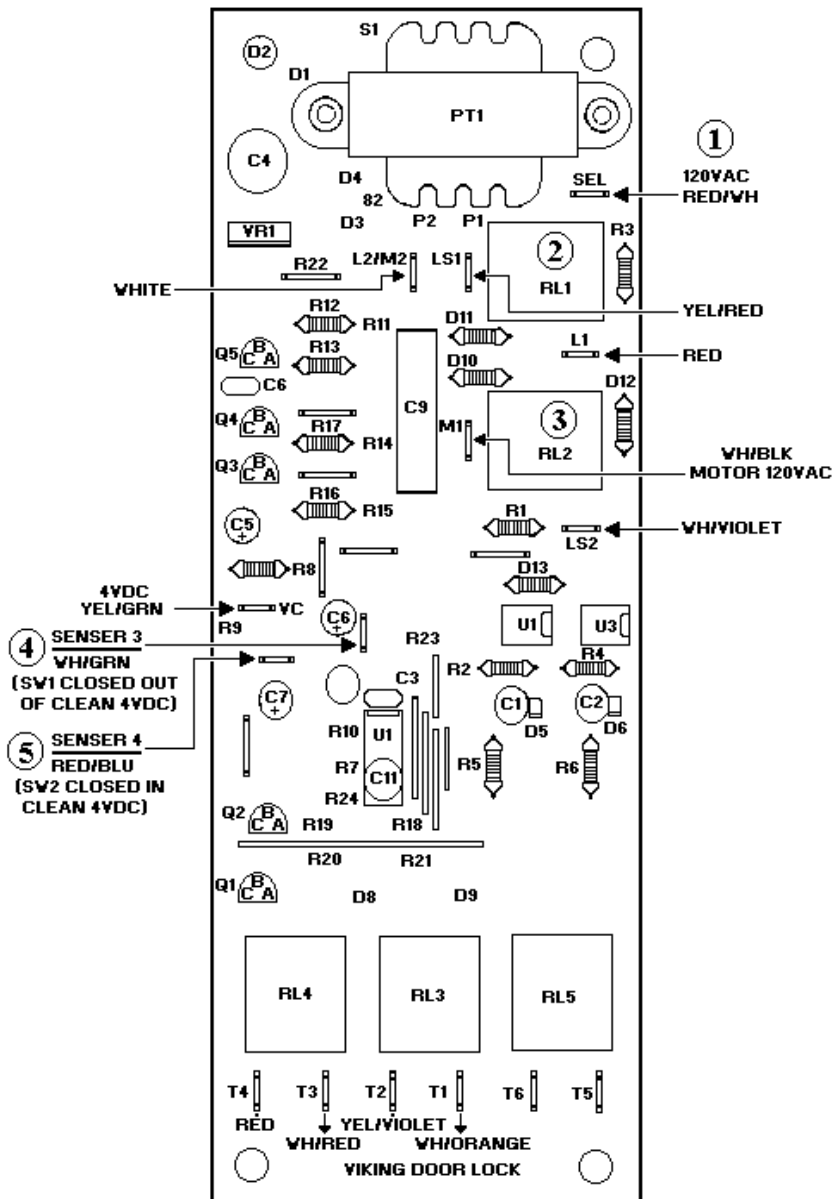 S1
D2
D1
PT1
1
C4
120VAC
D4
SEL
RED/WH
82
D3
P2
P1
R3
VR1
2
R22
L2/M2
LS1
RL1
WHITE
R12
R11
D11
YEL/RED
Q5
B
C A
R13
L1
RED
C6
D10
D12
C9
3
Q4
B
C A
R17
R14
M1
RL2
WH/BLK
MOTOR 120VAC
Q3
B
C A
R16
R15
R1
C5
+
WH/VIOLET
LS2
R8
D13
4VDC
YEL/GRN
VC
R9
C6
+
U1
U3
4
SENSER 3
WH/GRN
(SW1 CLOSED OUT
OF CLEAN 4VDC)
R23
R2
R4
C3
C7
+
C1
C2
D5
D6
5
SENSER 4
RED/BLU
(SW2 CLOSED IN
CLEAN 4VDC)
R10
U1
R7
C11
R5
R6
R24
Q2
B
C A
R19
R18
R20
R21
Q1
B
C A
D8
D9
RL4
RL3
RL5
T4
T3
T2
T1
T6
T5
RED
YEL/VIOLET
WH/RED
WH/ORANGE
VIKING DOOR LOCK